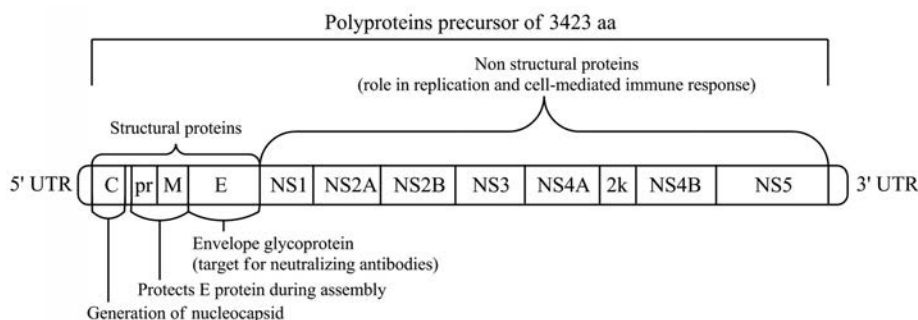 Polyproteins precursor of 3423 aa
Non structural proteins
(role in replication and cell-mediated immune response)
Structural proteins
5' UTR C pr M E NS1 NS2A NS2B NS3 NS4A 2k NS4B NS5 3' UTR
Envelope glycoprotein
(target for neutralizing antibodies)
Protects E protein during assembly
Generation of nucleocapsid